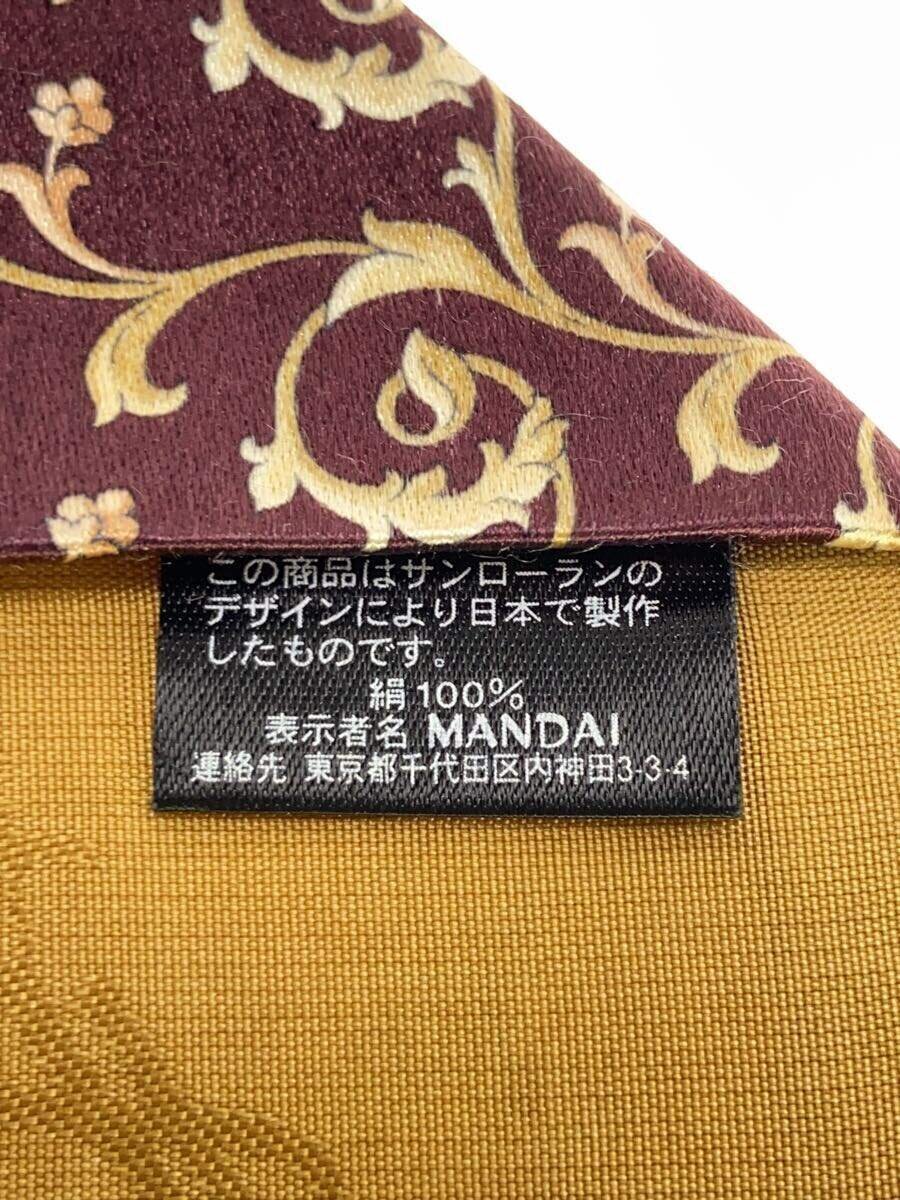 この商品はサンローランの
デザインにより日本で製作
したものです。
絹100%
表示者名 MANDAI
連絡先 東京都千代田区内神田3-3-4